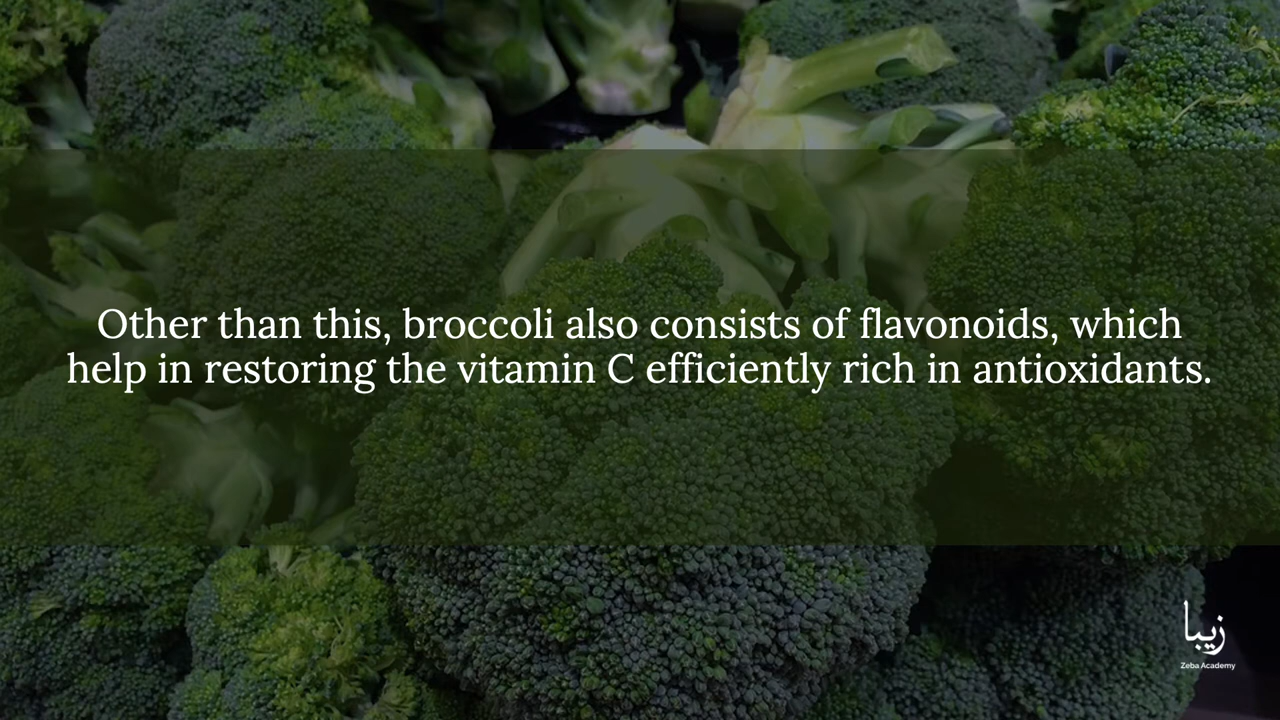 Other than this, broccoli also consists of flavonoids, which
help in restoring the vitamin C efficiently rich in antioxidants.
زیبا
Zeba Academy